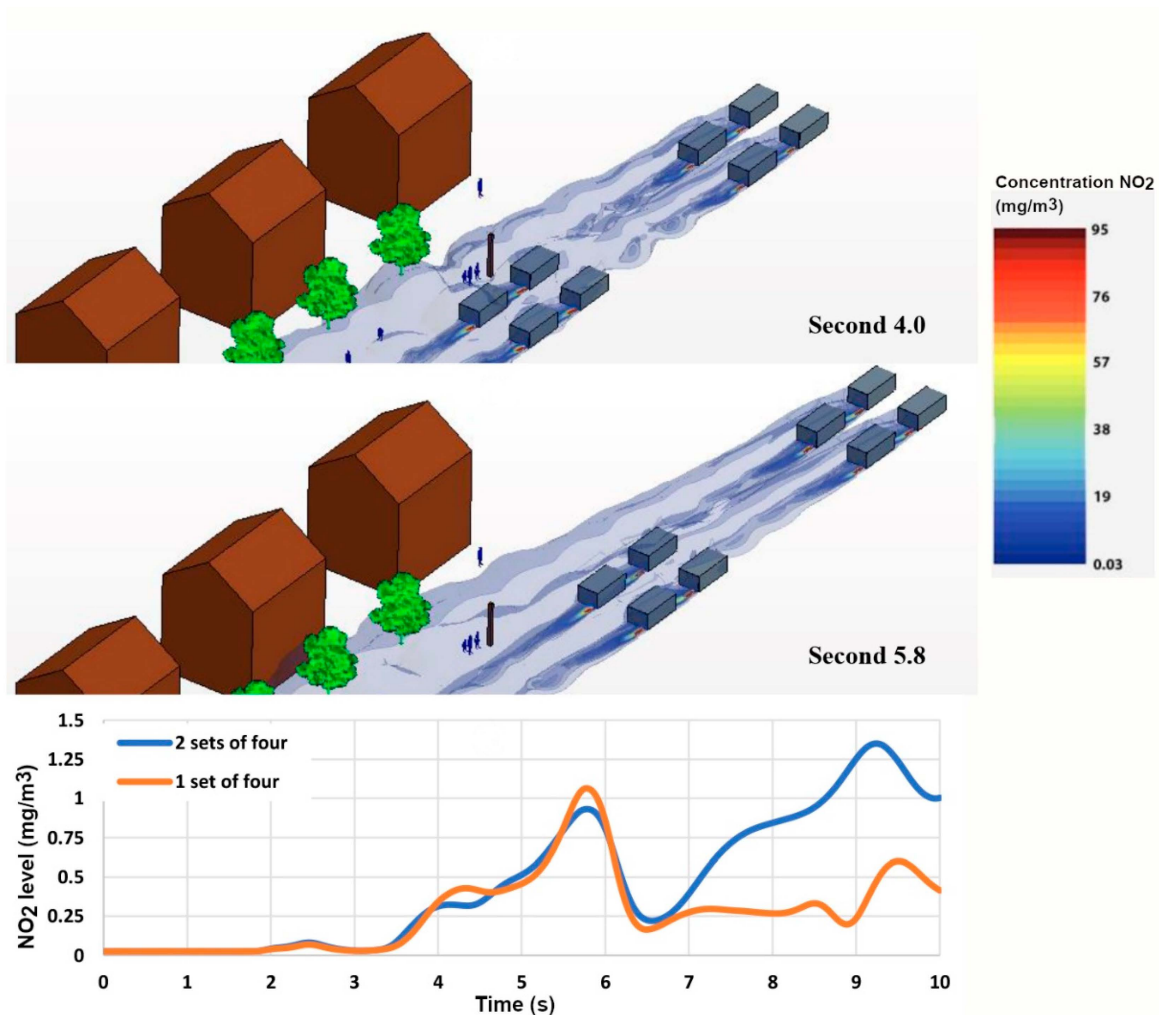 Concentration NO2
(mg/m3)
95
76
57
38
19
0.03
Second 4.0
Second 5.8
1.5
1.25
1
0.75
0.5
0.25
0
NO2 level (mg/m3)
2 sets of four
1 set of four
0 1 2 3 4 5 6 7 8 9 10
Time (s)